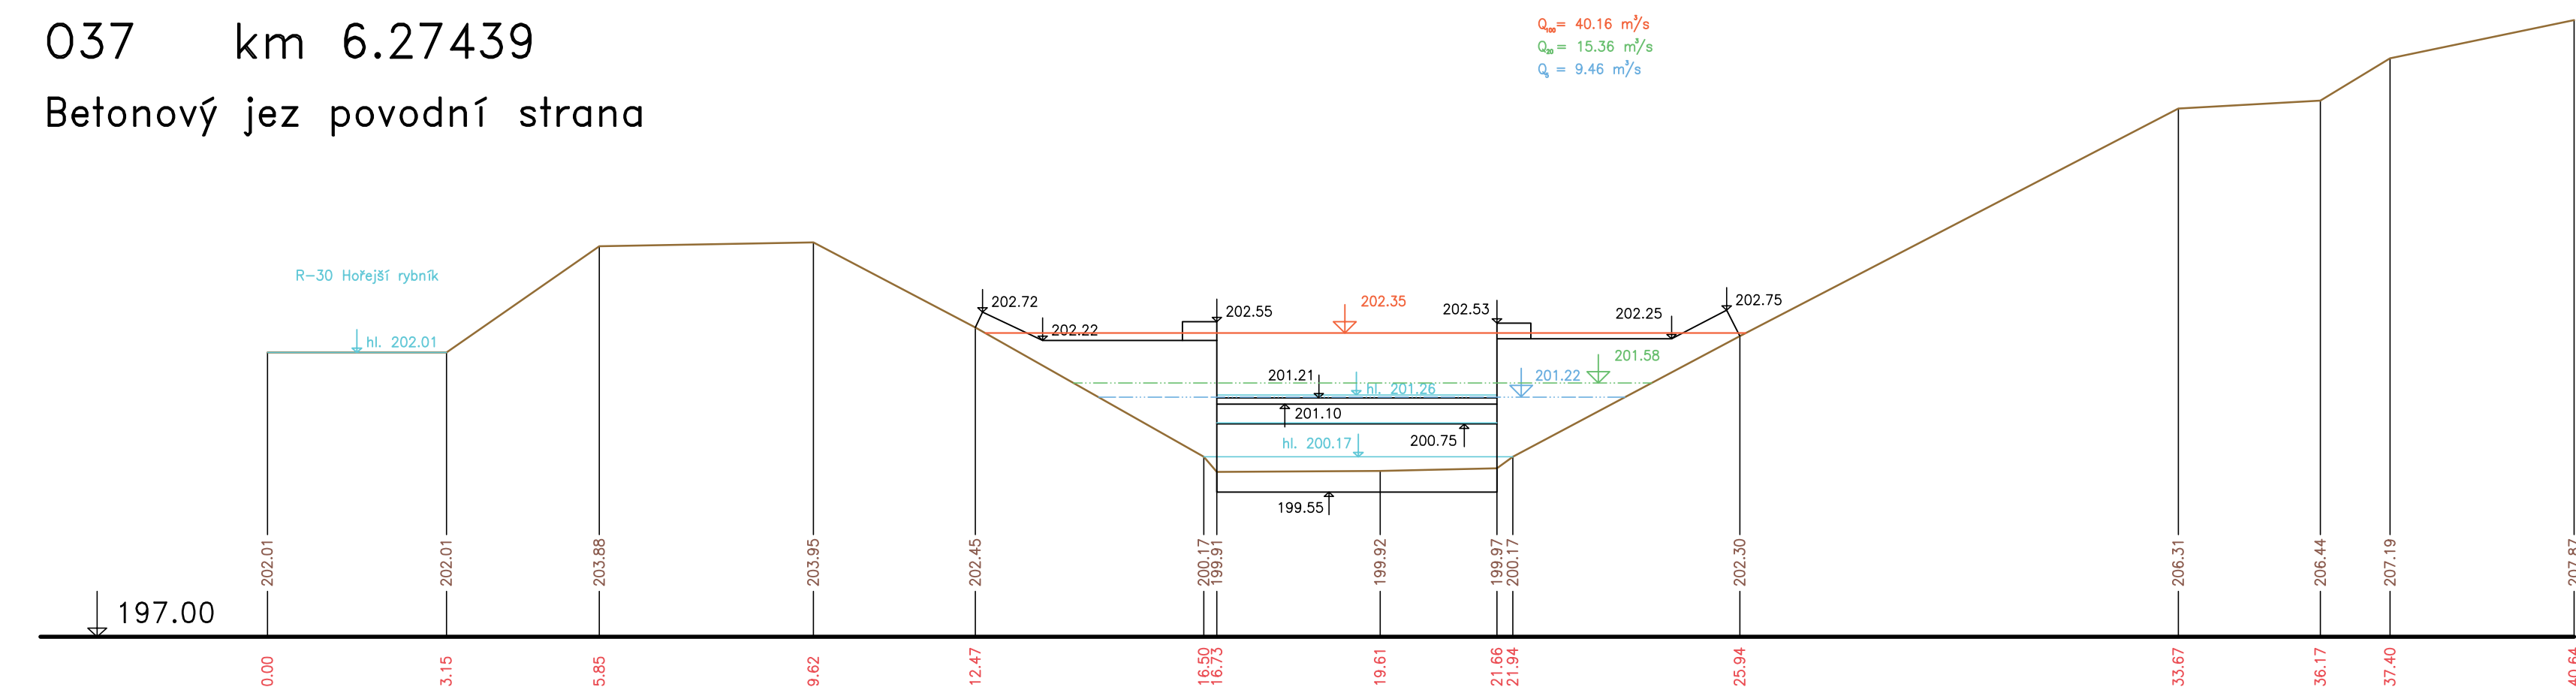 037 km 6.27439
Betonový jez povodní strana
Q100= 40.16 m³/s
Q20= 15.36 m³/s
Q5 = 9.46 m³/s
R-30 Hořejší rybník
hl. 202.01
202.72
202.22
202.55
202.35
202.53
202.25
202.75
201.58
201.21
hl. 201.26
201.22
201.10
hl. 200.17
200.75
199.55
197.00
202.01 202.01 203.88 203.95 202.45 200.17 199.91 199.92 199.97 200.17 202.30 206.31 206.44 207.19 207.87
0.00 3.15 5.85 9.62 12.47 16.50 16.73 19.61 21.66 21.94 25.94 33.67 36.17 37.40 40.64